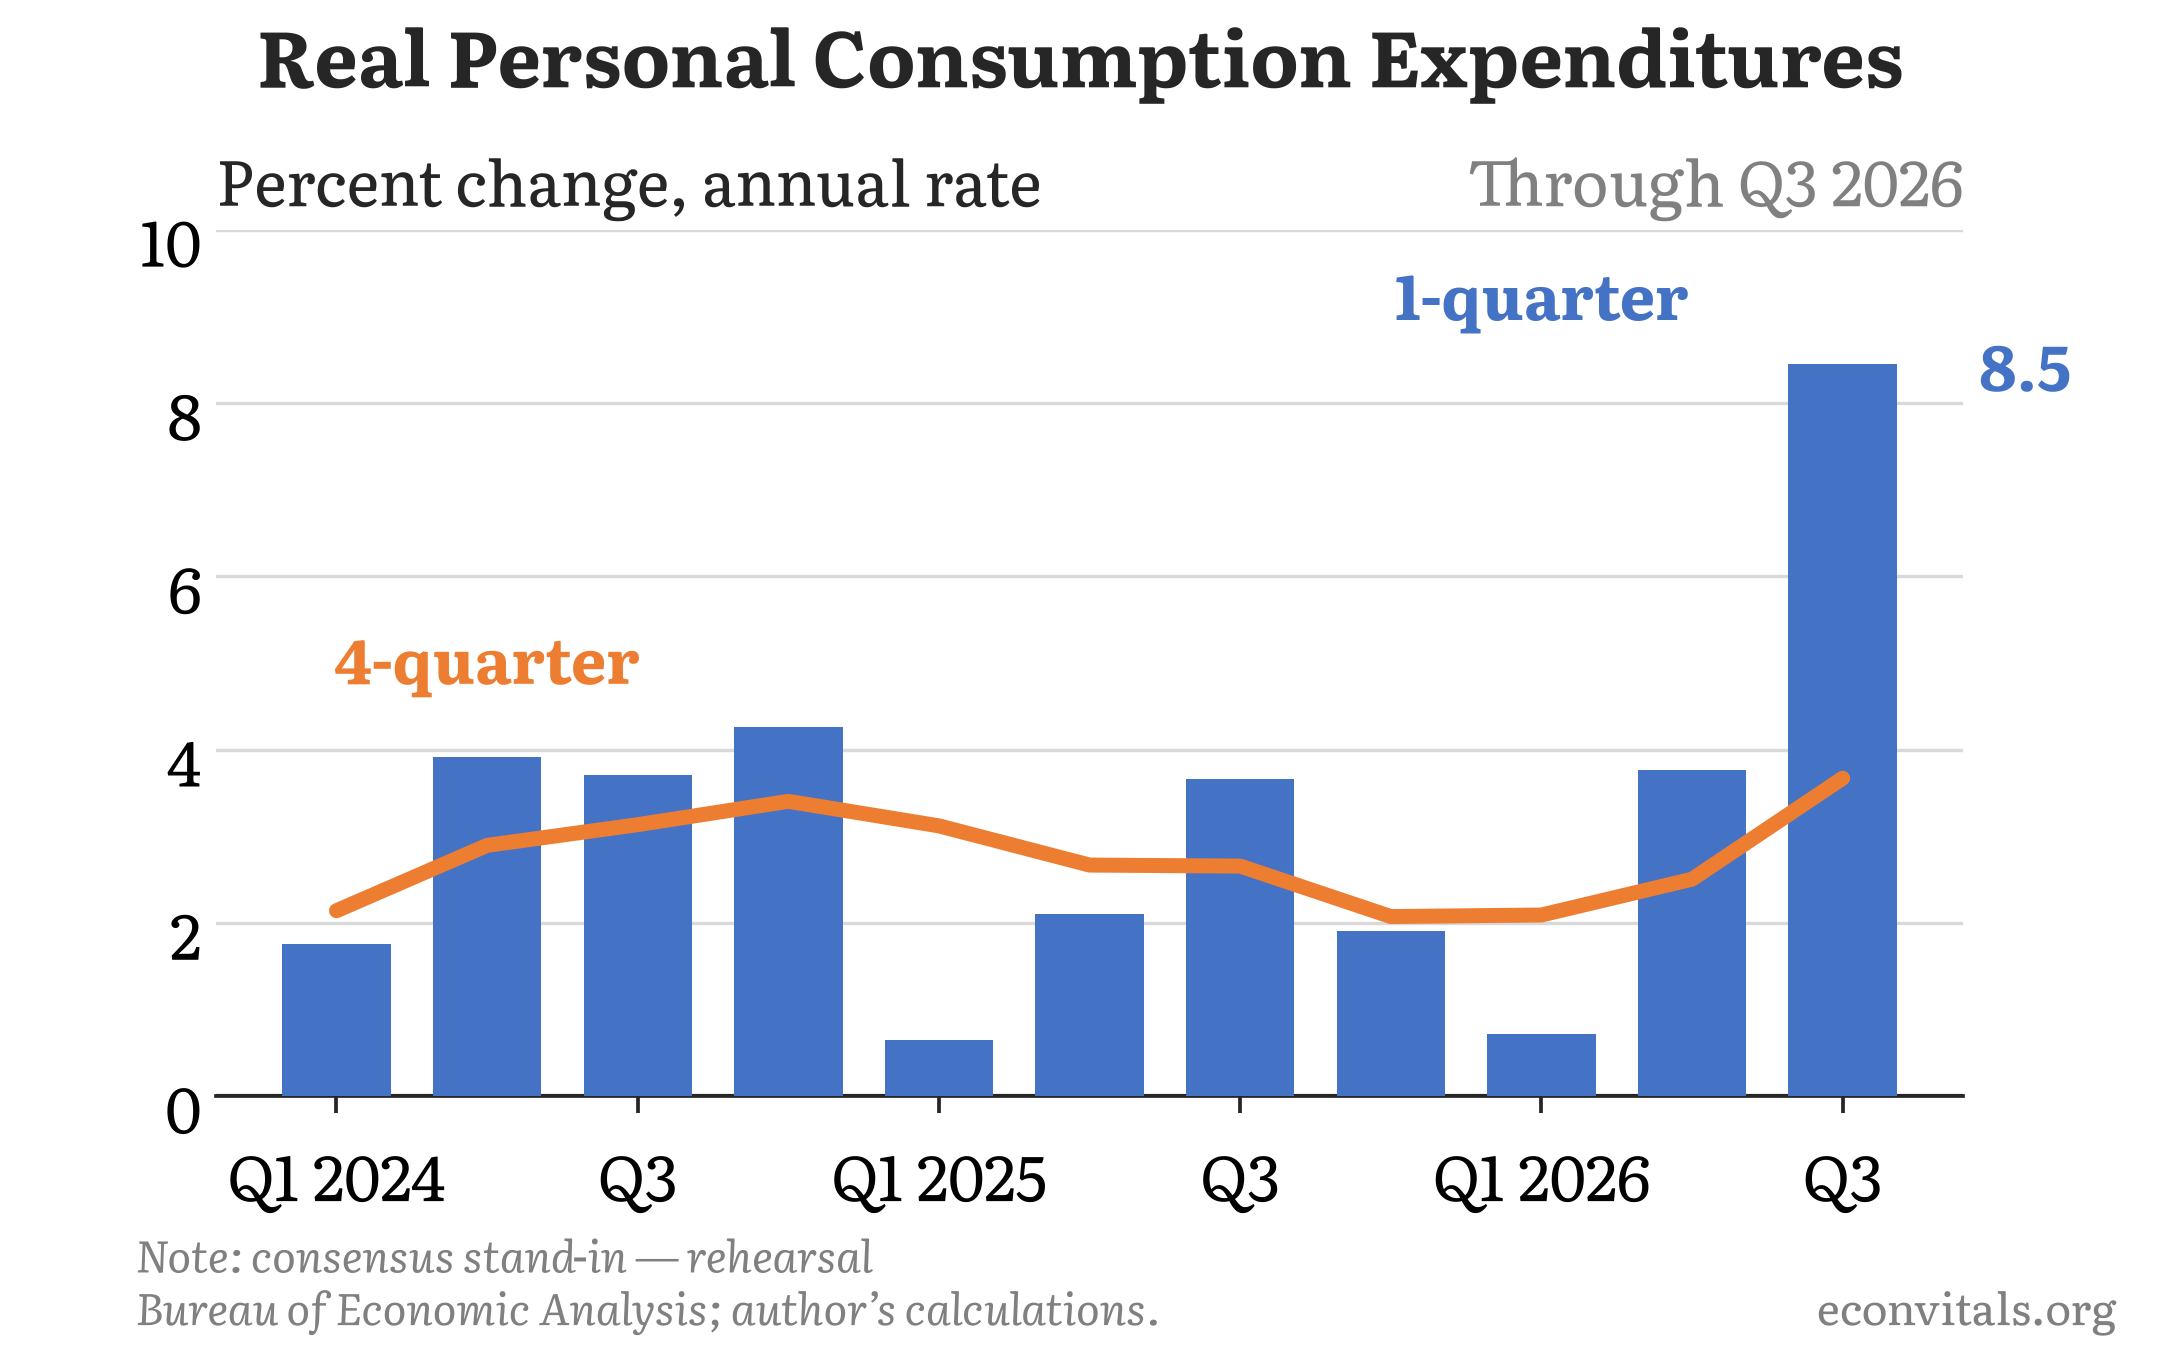 Real Personal Consumption Expenditures
Percent change, annual rate
Through Q3 2026
10
1-quarter
8.5
8
6
4-quarter
4
2
0
Q1 2024 Q3 Q1 2025 Q3 Q1 2026 Q3
Note: consensus stand-in — rehearsal
Bureau of Economic Analysis; author’s calculations.
econvitals.org